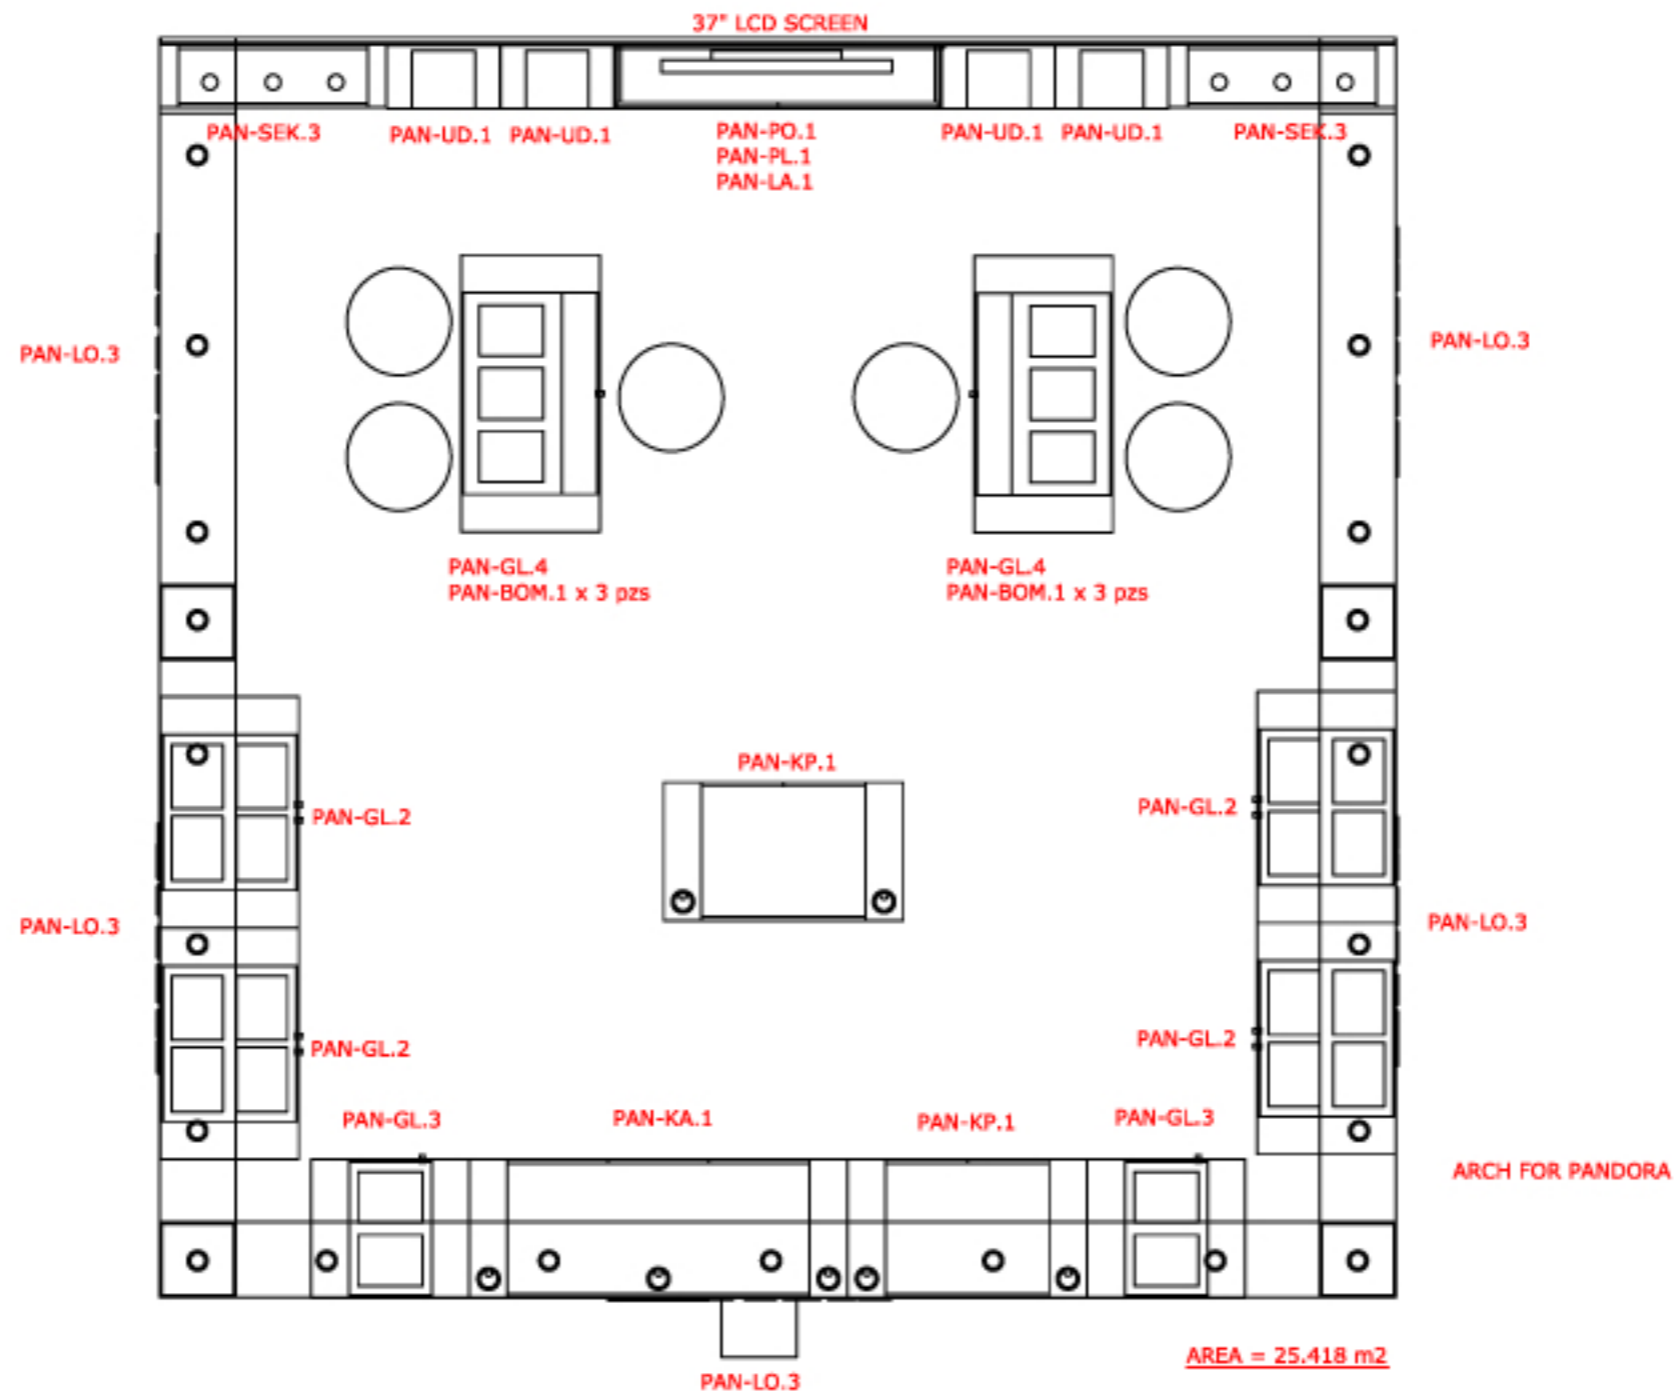 37" LCD SCREEN
PAN-SEK.3
PAN-UD.1
PAN-UD.1
PAN-PO.1
PAN-PL.1
PAN-LA.1
PAN-UD.1
PAN-UD.1
PAN-SEK.3
PAN-LO.3
PAN-LO.3
PAN-GL.4
PAN-BOM.1 x 3 pzs
PAN-GL.4
PAN-BOM.1 x 3 pzs
PAN-KP.1
PAN-GL.2
PAN-GL.2
PAN-LO.3
PAN-LO.3
PAN-GL.2
PAN-GL.2
PAN-GL.3
PAN-KA.1
PAN-KP.1
PAN-GL.3
ARCH FOR PANDORA
AREA = 25.418 m2
PAN-LO.3